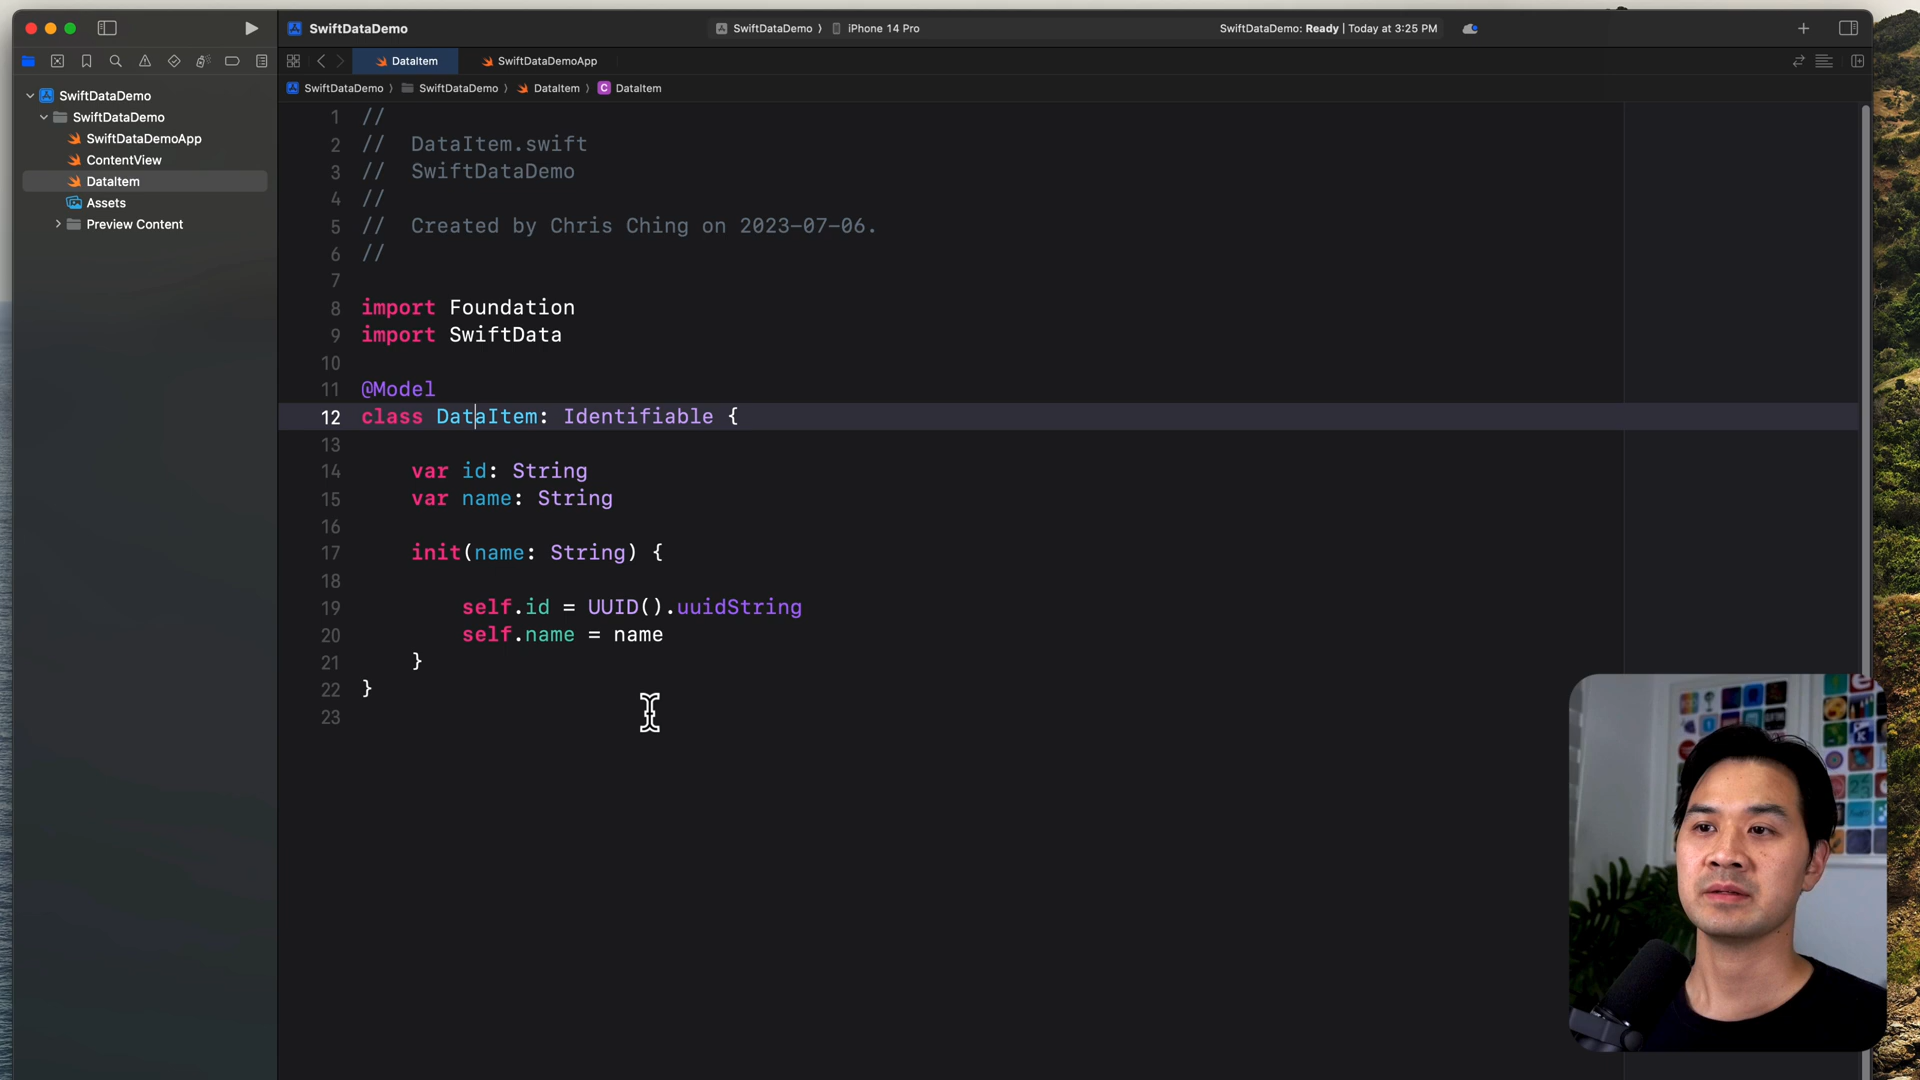 SwiftDataDemo
SwiftDataDemo 〉 iPhone 14 Pro
SwiftDataDemo: Ready | Today at 3:25 PM
DataItem
SwiftDataDemoApp
SwiftDataDemo 〉 SwiftDataDemo 〉 DataItem 〉 C DataItem
SwiftDataDemo
SwiftDataDemo
SwiftDataDemoApp
ContentView
DataItem
Assets
Preview Content
1 //
2 //  DataItem.swift
3 //  SwiftDataDemo
4 //
5 //  Created by Chris Ching on 2023-07-06.
6 //
7
8 import Foundation
9 import SwiftData
10
11 @Model
12 class DataItem: Identifiable {
13
14     var id: String
15     var name: String
16
17     init(name: String) {
18
19         self.id = UUID().uuidString
20         self.name = name
21     }
22 }
23